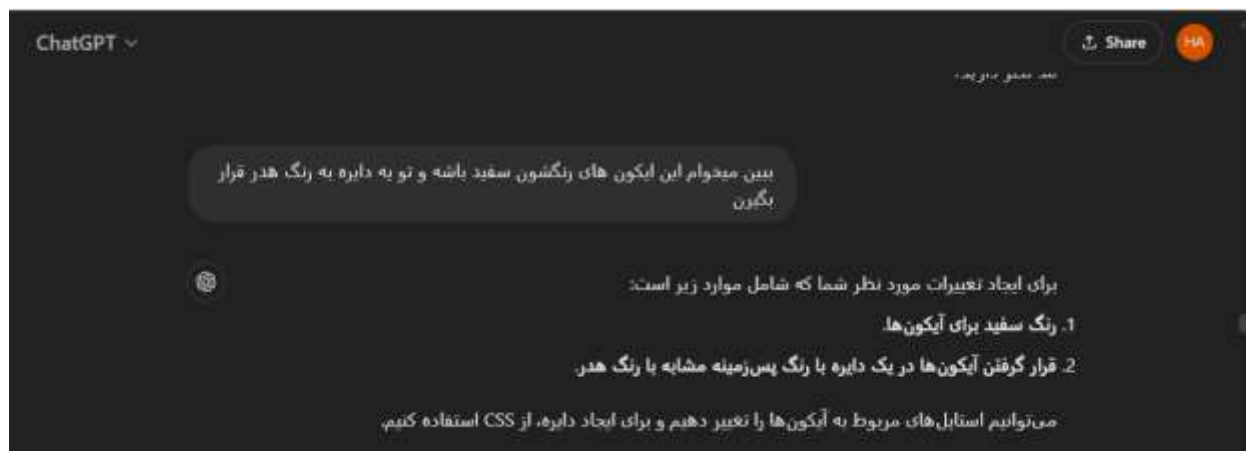 ChatGPT
Share
HA
ببین میخوام این ایکون های رنگشون سفید باشه و تو یه دایره به رنگ هدر قرار
بگیرن
برای ایجاد تغییرات مورد نظر شما که شامل موارد زیر است:
1. رنگ سفید برای آیکون‌ها.
2. قرار گرفتن آیکون‌ها در یک دایره با رنگ پس‌زمینه مشابه با رنگ هدر.
می‌توانیم استایل‌های مربوط به آیکون‌ها را تغییر دهیم و برای ایجاد دایره، از CSS استفاده کنیم.